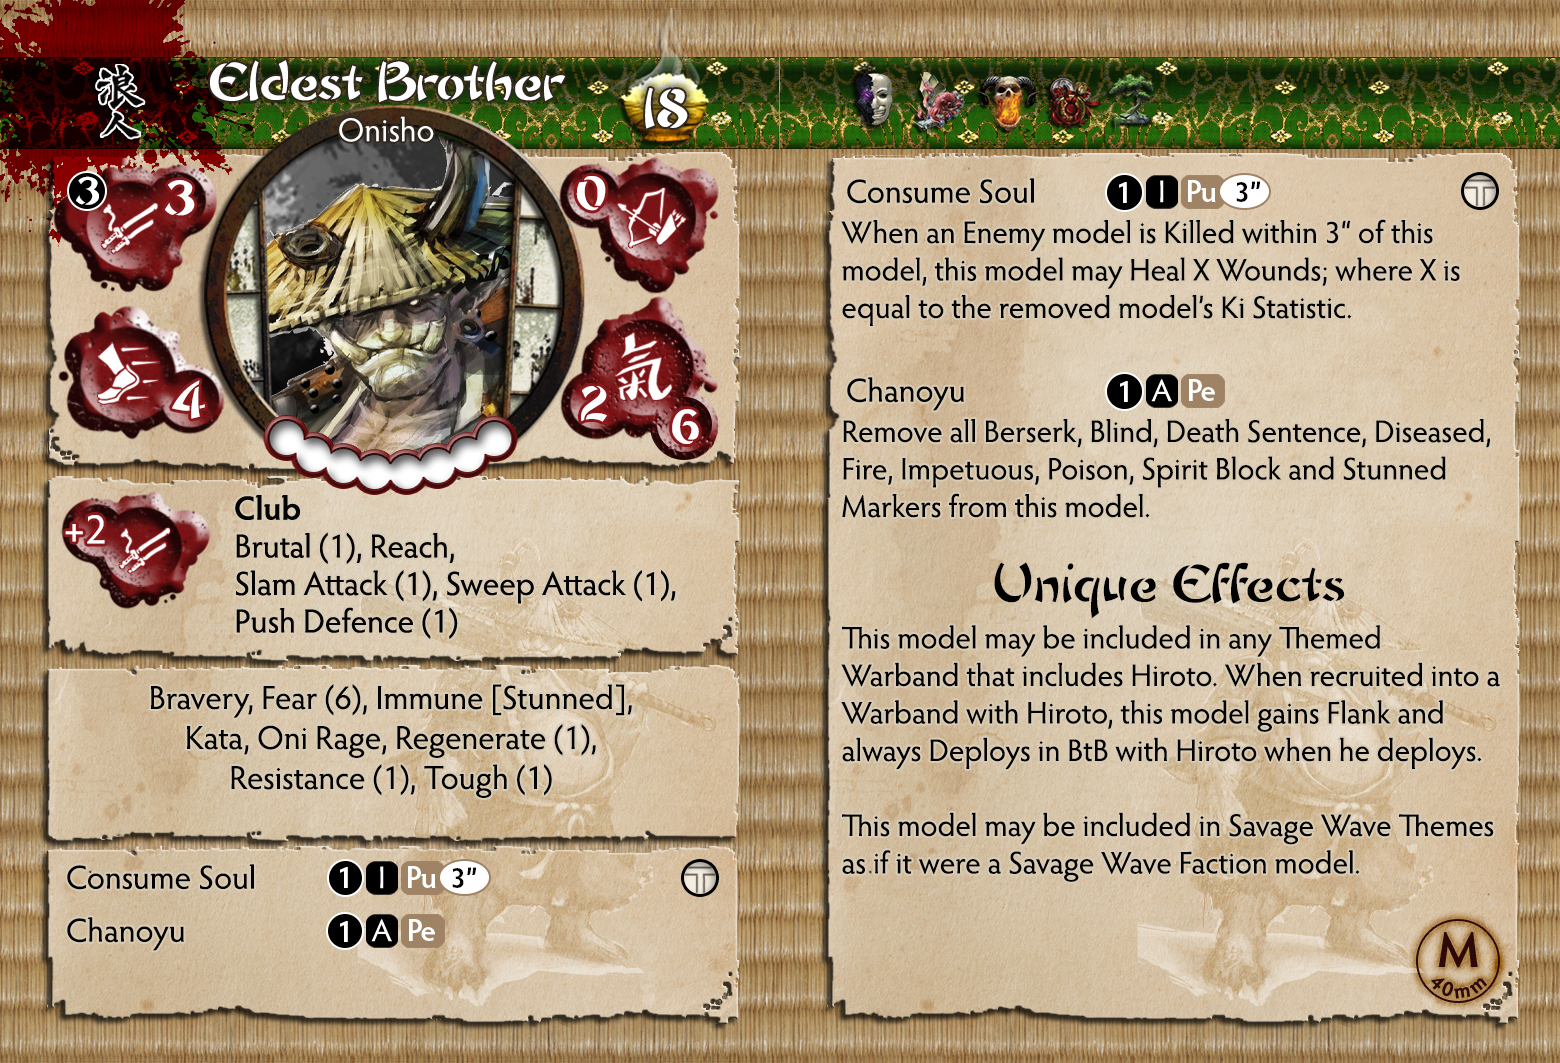 浪人
Eldest Brother
18
Onisho
3 3
0
4
氣
2 6
+2
Club
Brutal (1), Reach,
Slam Attack (1), Sweep Attack (1),
Push Defence (1)
Bravery, Fear (6), Immune [Stunned],
Kata, Oni Rage, Regenerate (1),
Resistance (1), Tough (1)
Consume Soul 1 I Pu 3" T
Chanoyu 1 A Pe
Consume Soul 1 I Pu 3" T
When an Enemy model is Killed within 3" of this
model, this model may Heal X Wounds; where X is
equal to the removed model's Ki Statistic.
Chanoyu 1 A Pe
Remove all Berserk, Blind, Death Sentence, Diseased,
Fire, Impetuous, Poison, Spirit Block and Stunned
Markers from this model.
Unique Effects
This model may be included in any Themed
Warband that includes Hiroto. When recruited into a
Warband with Hiroto, this model gains Flank and
always Deploys in BtB with Hiroto when he deploys.
This model may be included in Savage Wave Themes
as if it were a Savage Wave Faction model.
M
40mm